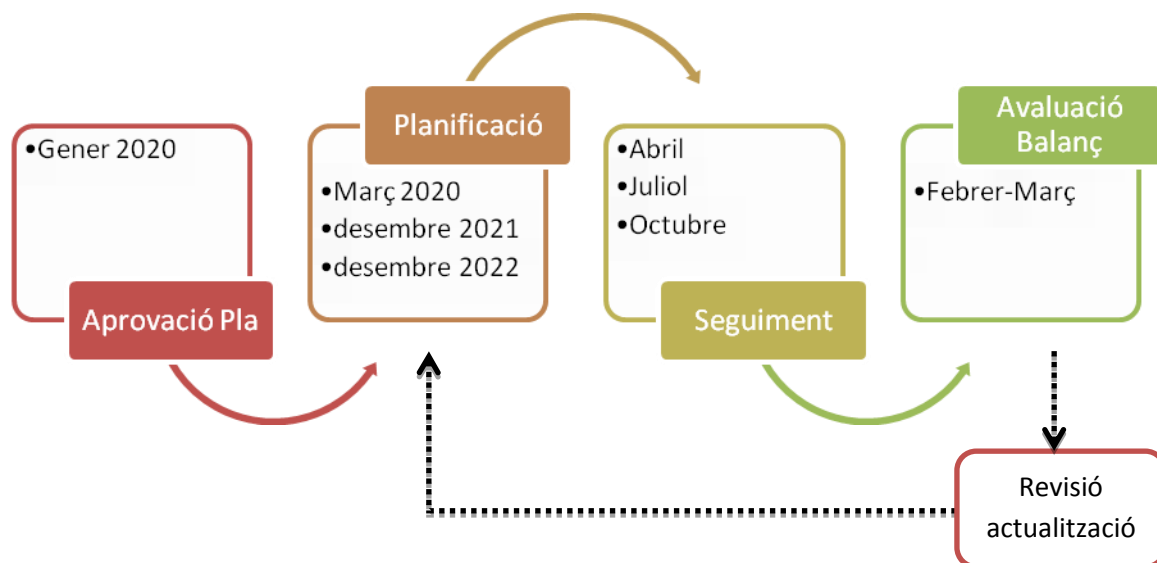 •Gener 2020
Aprovació Pla
Planificació
•Març 2020
•desembre 2021
•desembre 2022
•Abril
•Juliol
•Octubre
Seguiment
Avaluació
Balanç
•Febrer-Març
Revisió
actualització